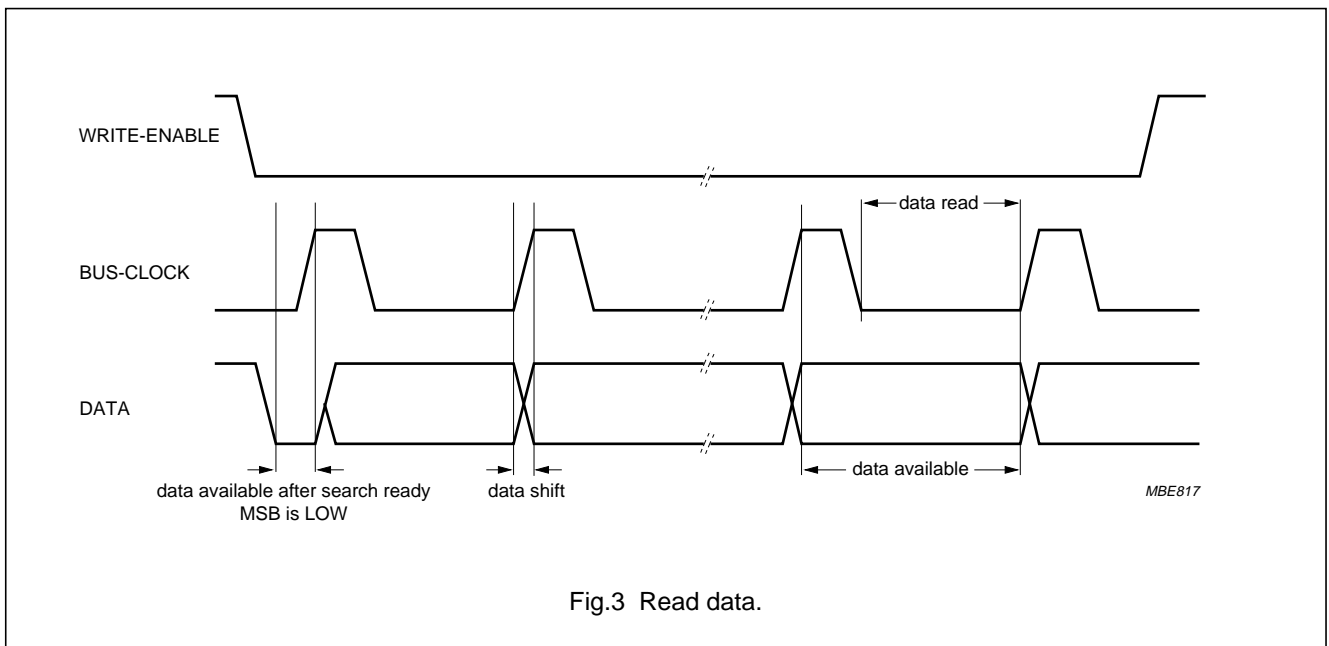 WRITE-ENABLE
data read
BUS-CLOCK
DATA
data available
data available after search ready
MSB is LOW
data shift
MBE817
Fig.3 Read data.